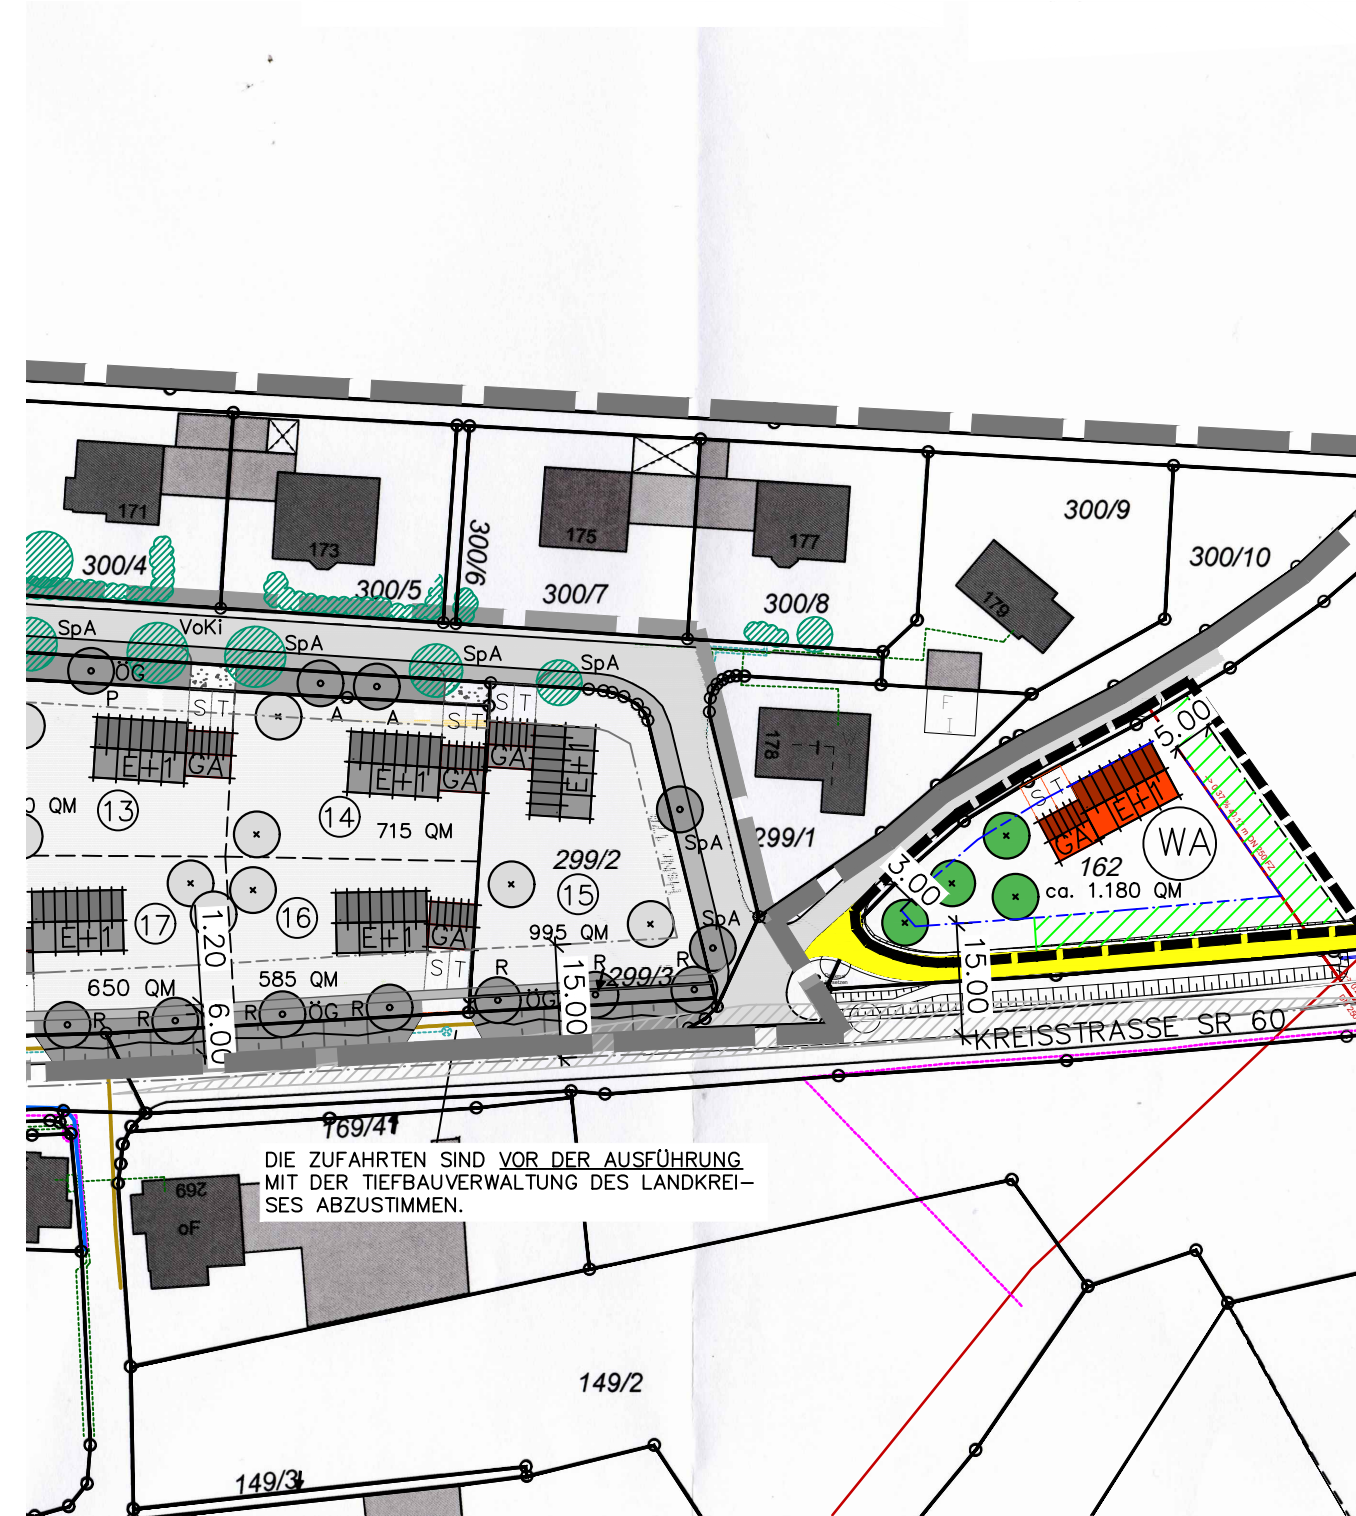 300/9
300/10
171
173
175
177
179
300/4
300/5
300/6
300/7
300/8
SpA
VoKi
SpA
SpA
SpA
ÖG
P
A
A
S T
S T
S T
F
I
178
5.00
E+1
GA
E+1
GA
GA
E+1
S T
GA
E+1
0 QM
13
14
715 QM
SpA
299/1
WA
299/2
162
ca. 1.180 QM
3.00
15
17
16
SpA
E+1
E+1
GA
995 QM
1.20
15.00
15.00
650 QM
585 QM
S T
R
R
R
299/3
R
R
R
R
ÖG
ÖG
6.00
KREISSTRASSE SR 60
169/41
DIE ZUFAHRTEN SIND VOR DER AUSFÜHRUNG
MIT DER TIEFBAUVERWALTUNG DES LANDKREI–
SES ABZUSTIMMEN.
269
oF
149/2
149/3